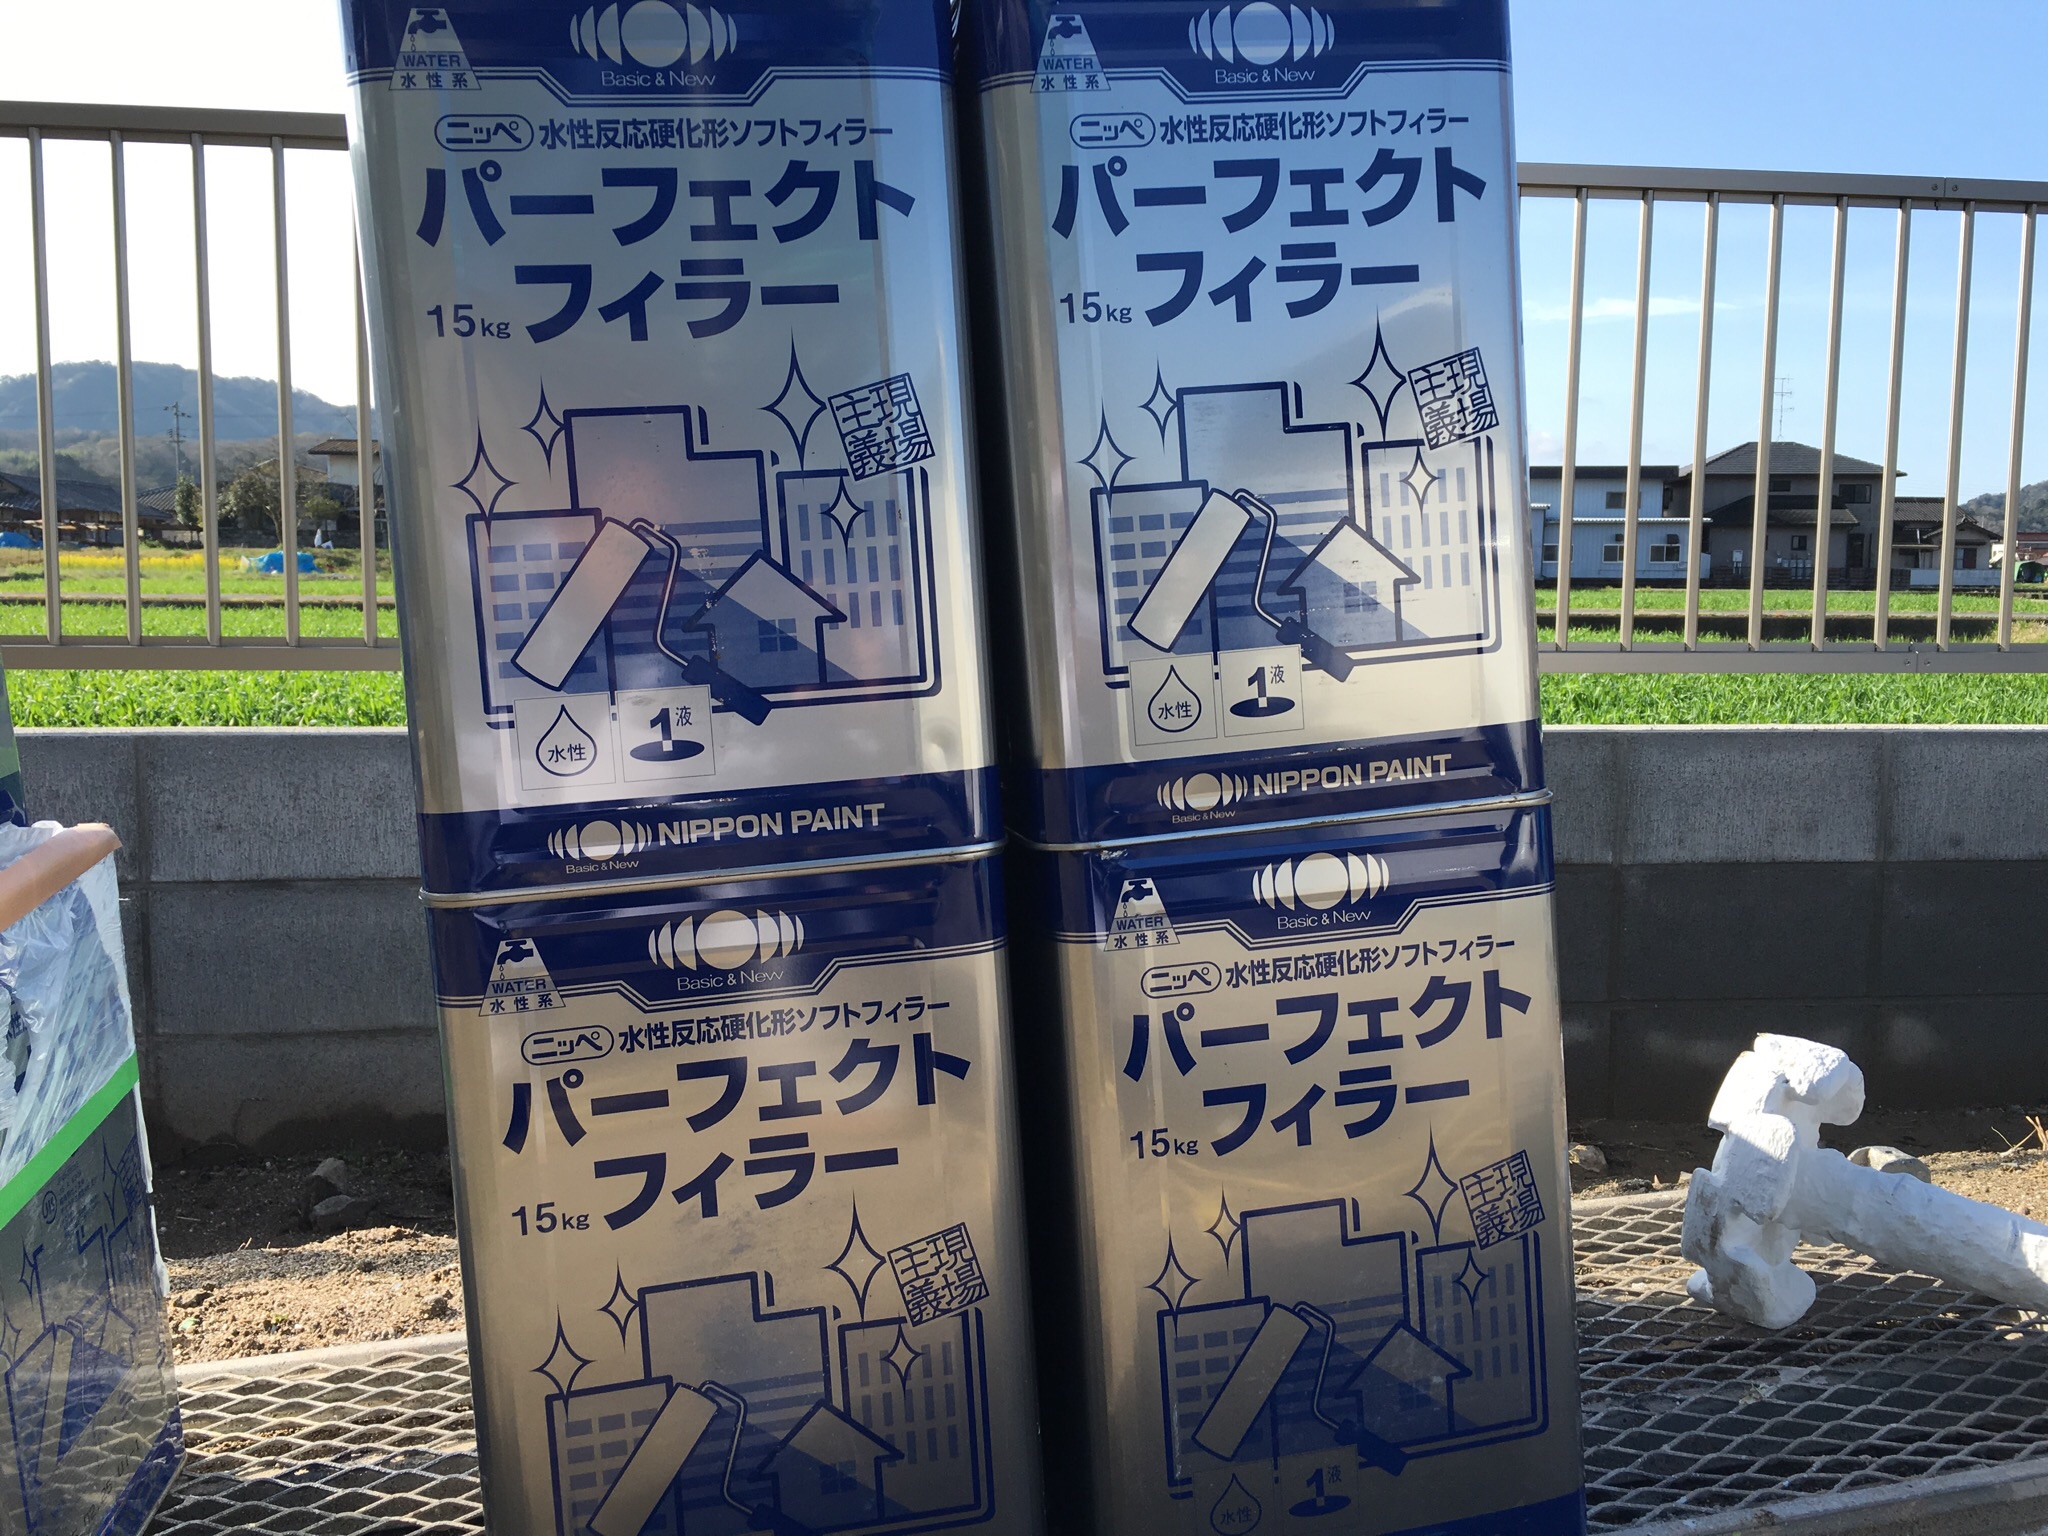 WATER
水性系
Basic & New
ニッペ 水性反応硬化形ソフトフィラー
パーフェクト
フィラー
15kg
現場
主義
水性
1液
NIPPON PAINT
Basic & New
WATER
水性系
Basic & New
ニッペ 水性反応硬化形ソフトフィラー
パーフェクト
フィラー
15kg
現場
主義
水性
1液
NIPPON PAINT
Basic & New
WATER
水性系
Basic & New
ニッペ 水性反応硬化形ソフトフィラー
パーフェクト
フィラー
15kg
現場
主義
WATER
水性系
Basic & New
ニッペ 水性反応硬化形ソフトフィラー
パーフェクト
フィラー
15kg
現場
主義
水性
1液